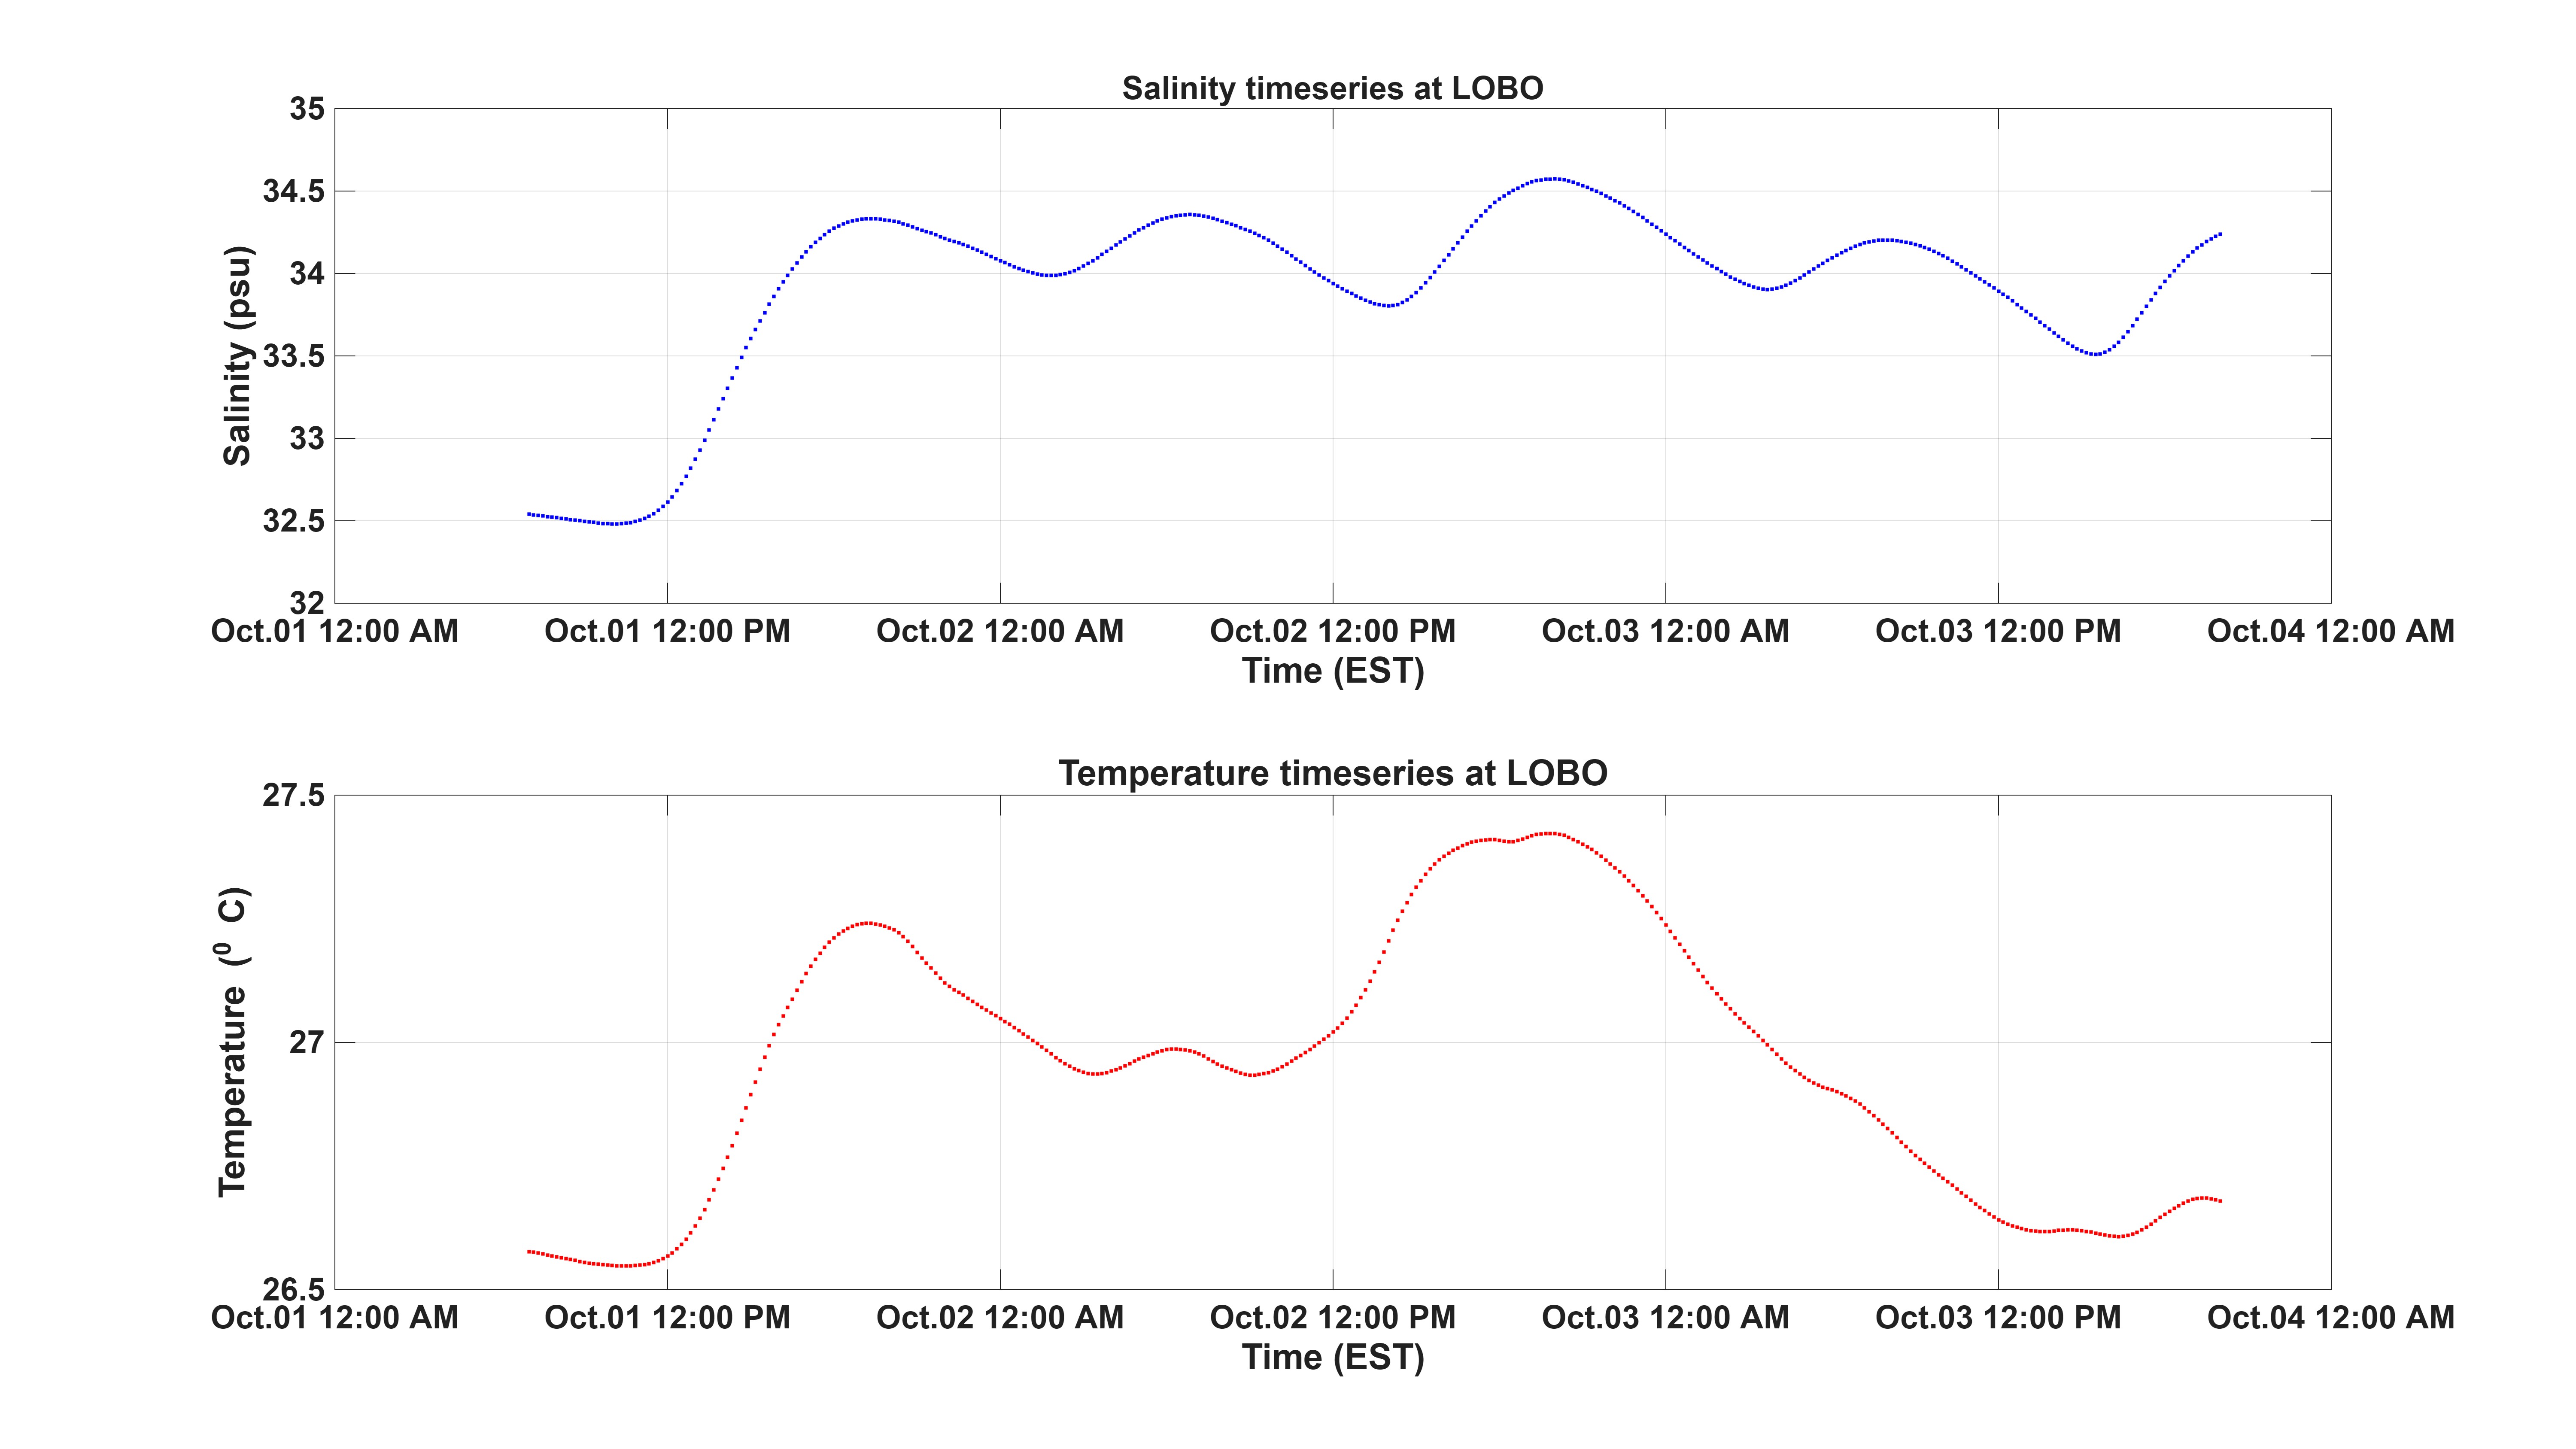 Salinity timeseries at LOBO
Salinity (psu)
35
34.5
34
33.5
33
32.5
32
Oct.01 12:00 AM Oct.01 12:00 PM Oct.02 12:00 AM Oct.02 12:00 PM Oct.03 12:00 AM Oct.03 12:00 PM Oct.04 12:00 AM
Time (EST)
Temperature timeseries at LOBO
Temperature (⁰ C)
27.5
27
26.5
Oct.01 12:00 AM Oct.01 12:00 PM Oct.02 12:00 AM Oct.02 12:00 PM Oct.03 12:00 AM Oct.03 12:00 PM Oct.04 12:00 AM
Time (EST)